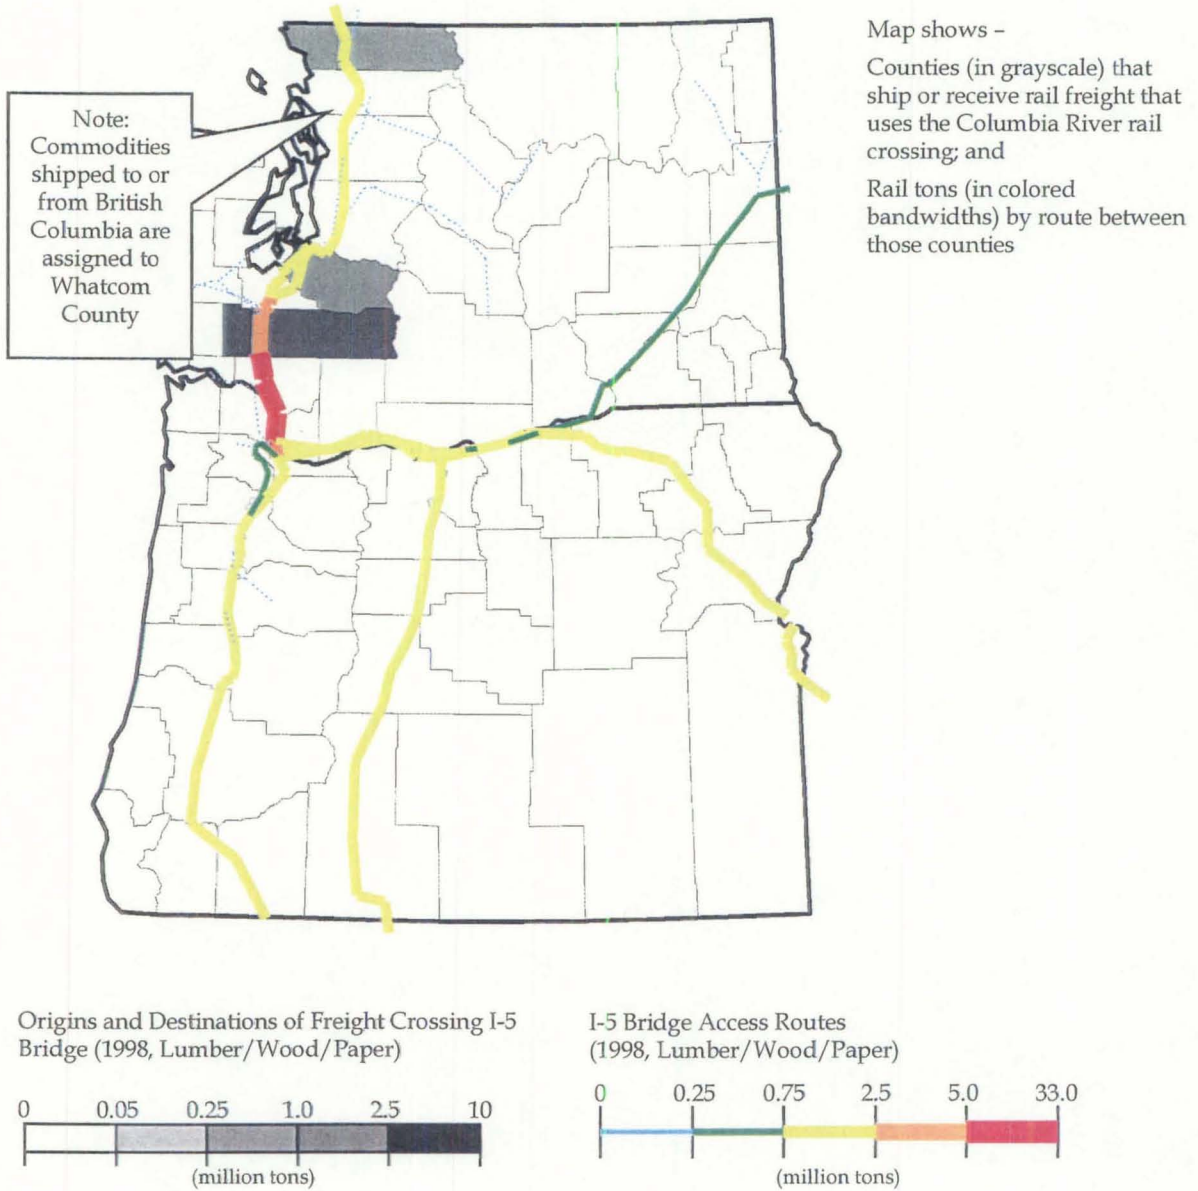 Map shows –
Counties (in grayscale) that
ship or receive rail freight that
uses the Columbia River rail
crossing; and
Rail tons (in colored
bandwidths) by route between
those counties
Note:
Commodities
shipped to or
from British
Columbia are
assigned to
Whatcom
County
Origins and Destinations of Freight Crossing I-5
Bridge (1998, Lumber/Wood/Paper)
0 0.05 0.25 1.0 2.5 10
(million tons)
I-5 Bridge Access Routes
(1998, Lumber/Wood/Paper)
0 0.25 0.75 2.5 5.0 33.0
(million tons)